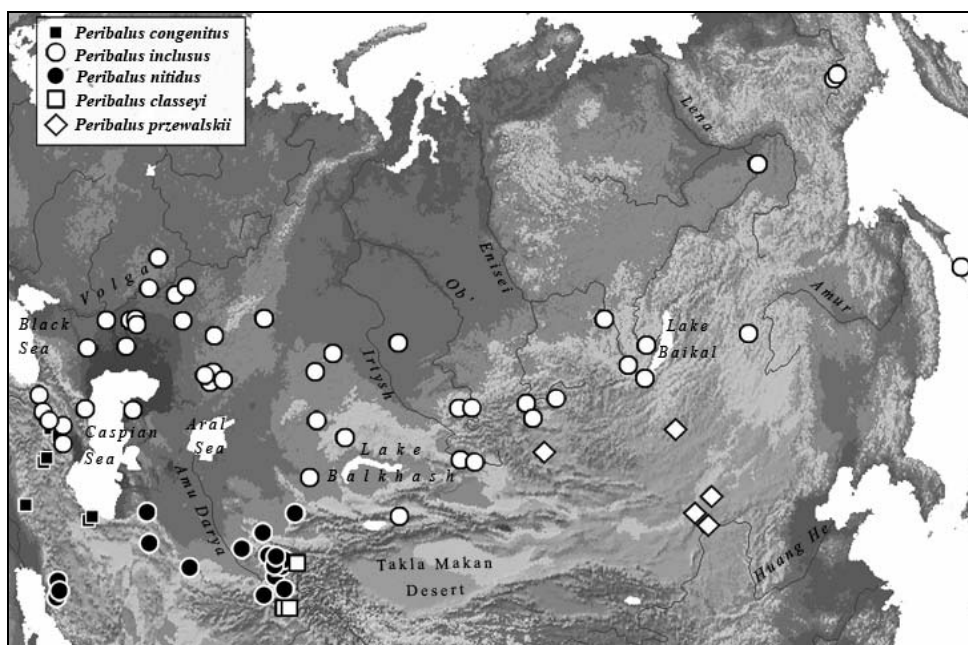 Peribalus congenitus
Peribalus inclusus
Peribalus nitidus
Peribalus classeyi
Peribalus przewalskii
Lena
Enisei
Ob'
Volga
Black
Sea
Irtysh
Lake
Baikal
Amur
Caspian
Sea
Aral
Sea
Lake
Balkhash
Amu Darya
Takla Makan
Desert
Huang He